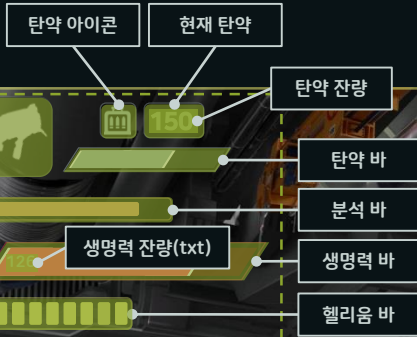 탄약 아이콘
현재 탄약
탄약 잔량
150
탄약 바
분석 바
생명력 잔량(txt)
생명력 바
126
헬리움 바